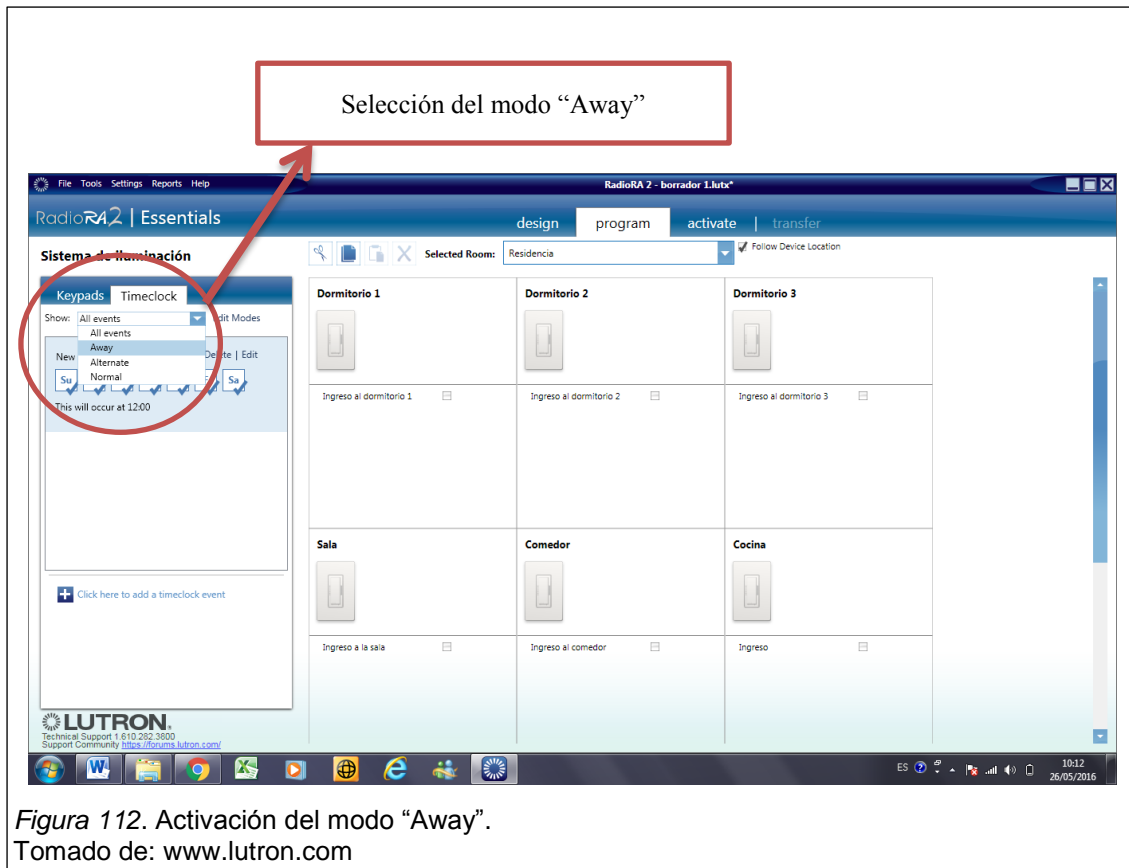 Selección del modo “Away”
File Tools Settings Reports Help
RadioRA 2 - borrador 1.lutx*
RadioRA2 | Essentials
design program activate | transfer
Sistema de iluminación
Selected Room: Residencia
Follow Device Location
Keypads Timeclock
Show: All events
Edit Modes
All events
Away
Alternate
Normal
New
Delete | Edit
Su
Sa
This will occur at 12:00
Click here to add a timeclock event
Dormitorio 1
Dormitorio 2
Dormitorio 3
Ingreso al dormitorio 1
Ingreso al dormitorio 2
Ingreso al dormitorio 3
Sala
Comedor
Cocina
Ingreso a la sala
Ingreso al comedor
Ingreso
LUTRON®
Technical Support 1.610.282.3800
Support Community https://forums.lutron.com/
ES
10:12
26/05/2016
Figura 112. Activación del modo “Away”.
Tomado de: www.lutron.com